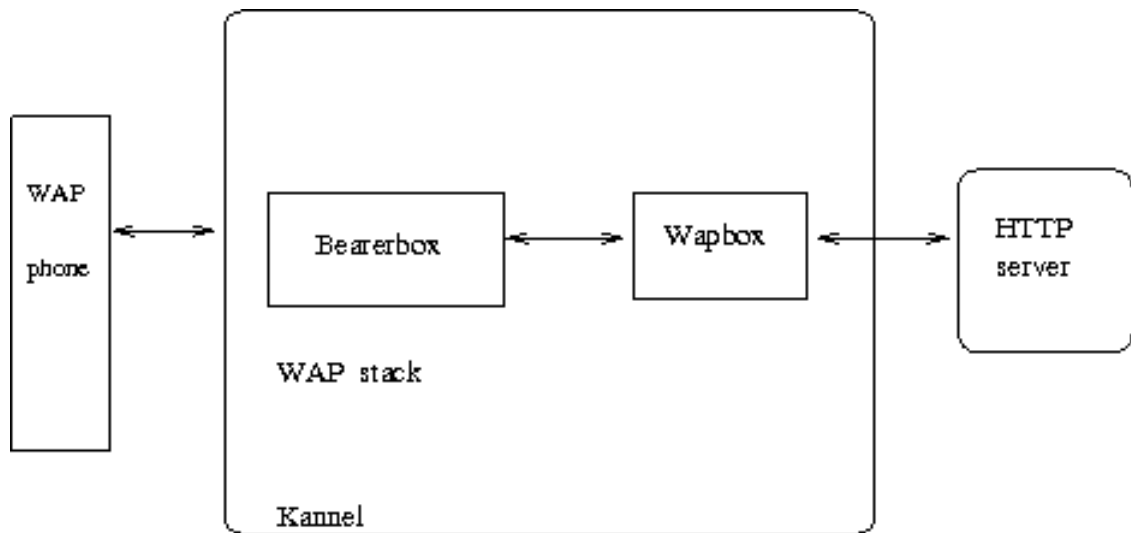 WAP
phone
Bearerbox
Wapbox
HTTP
server
WAP stack
Kannel